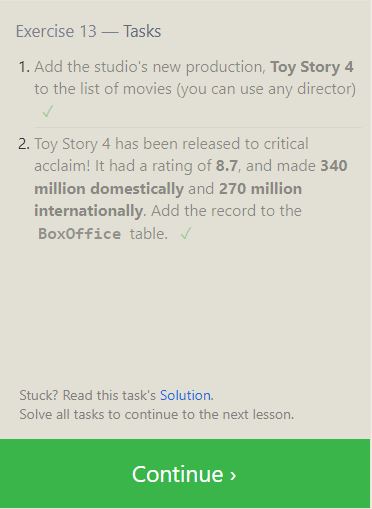 Exercise 13 — Tasks
1. Add the studio's new production, Toy Story 4
to the list of movies (you can use any director)
✓
2. Toy Story 4 has been released to critical
acclaim! It had a rating of 8.7, and made 340
million domestically and 270 million
internationally. Add the record to the
BoxOffice table. ✓
Stuck? Read this task's Solution.
Solve all tasks to continue to the next lesson.
Continue ›